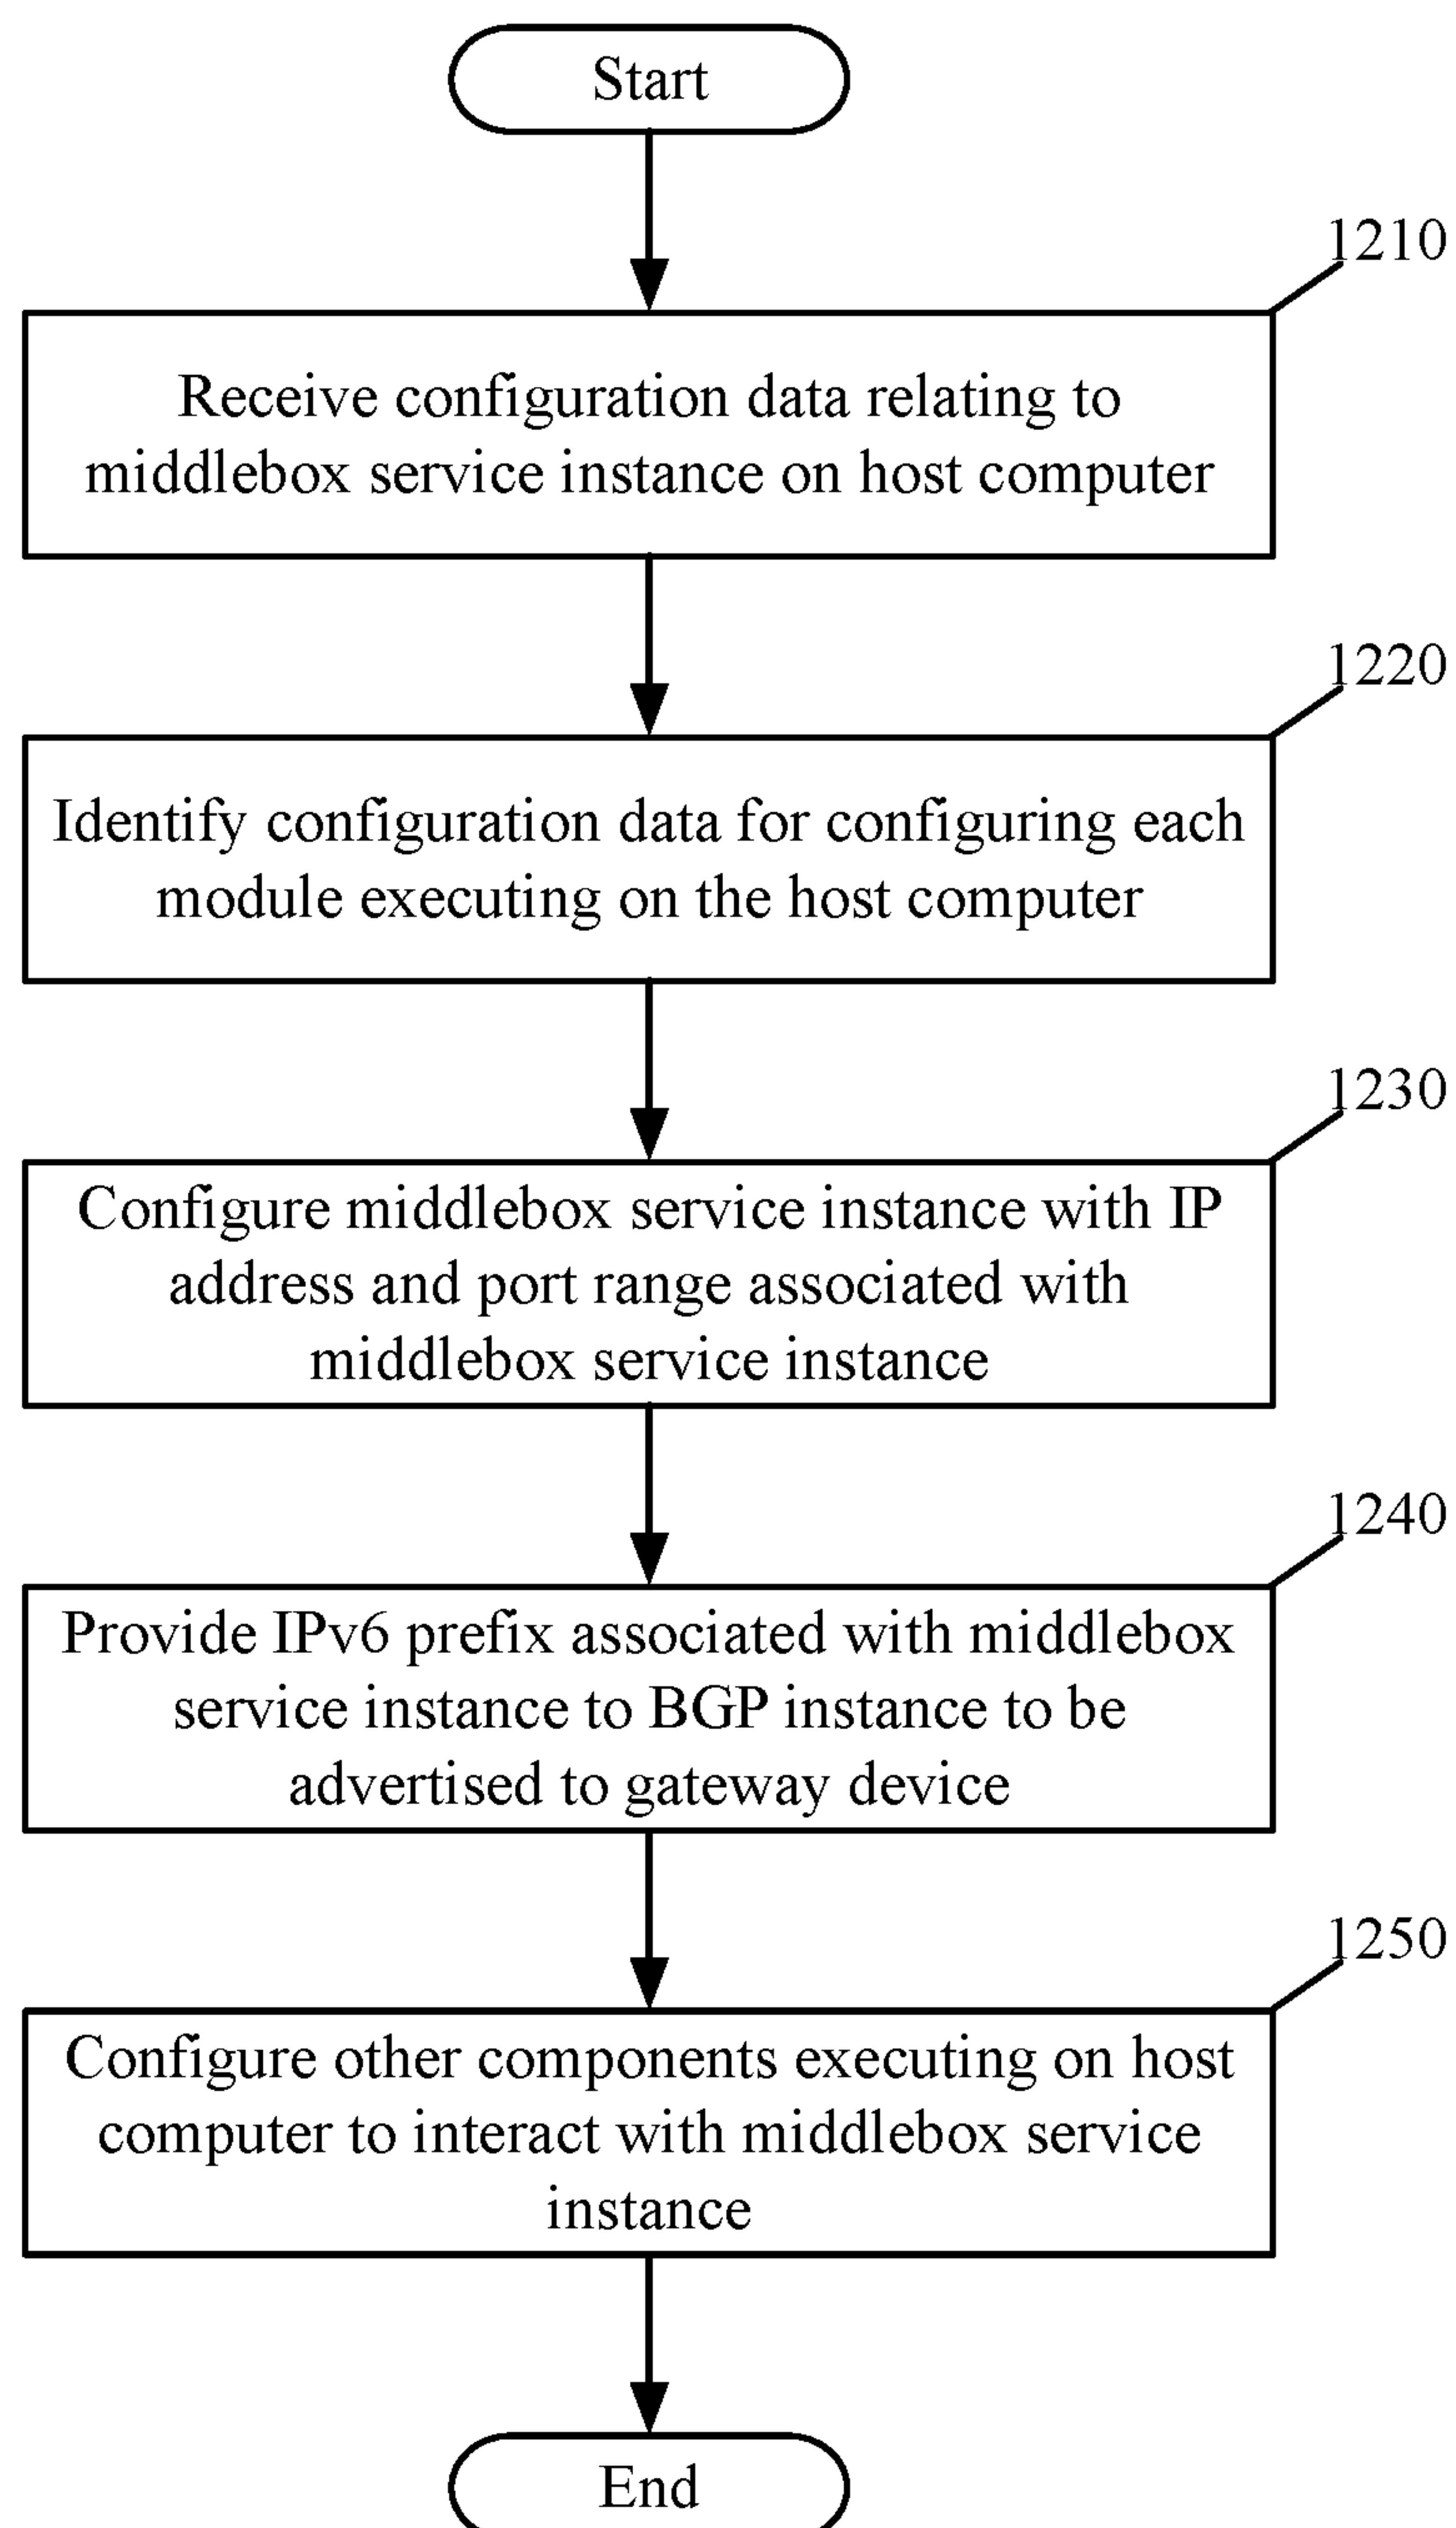 Start
1210
Receive configuration data relating to
middlebox service instance on host computer
1220
Identify configuration data for configuring each
module executing on the host computer
1230
Configure middlebox service instance with IP
address and port range associated with
middlebox service instance
1240
Provide IPv6 prefix associated with middlebox
service instance to BGP instance to be
advertised to gateway device
1250
Configure other components executing on host
computer to interact with middlebox service
instance
End